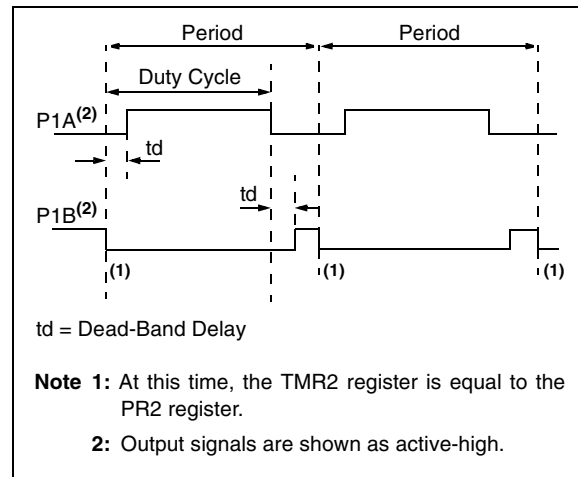 Period Period
Duty Cycle
P1A(2)
td
td
P1B(2)
(1) (1) (1)
td = Dead-Band Delay
Note 1: At this time, the TMR2 register is equal to the
PR2 register.
2: Output signals are shown as active-high.